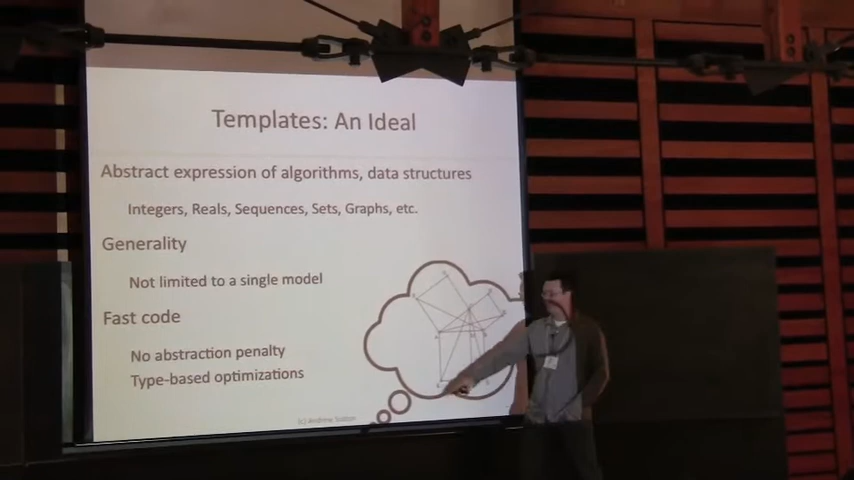 Templates: An Ideal
Abstract expression of algorithms, data structures
Integers, Reals, Sequences, Sets, Graphs, etc.
Generality
Not limited to a single model
Fast code
No abstraction penalty
Type-based optimizations
(C) Andrew